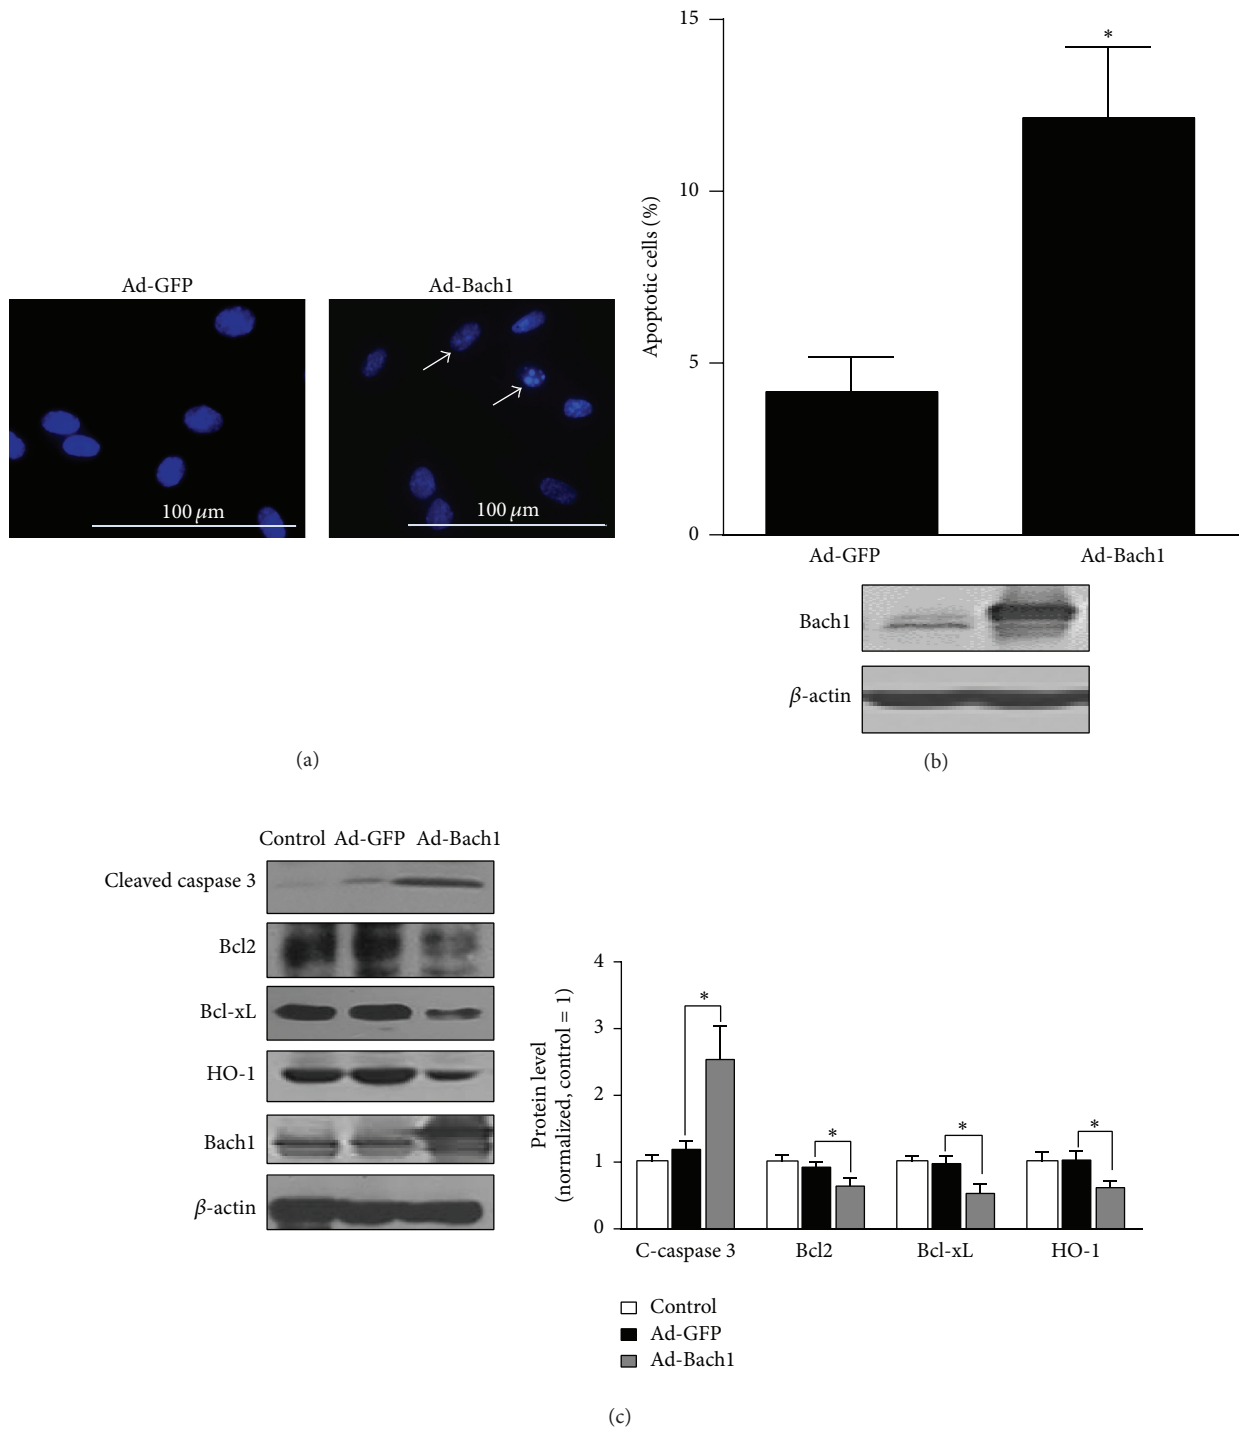 Ad-GFP
Ad-Bach1
100 μm
100 μm
(a)
15
10
5
0
Apoptotic cells (%)
*
Ad-GFP
Ad-Bach1
Bach1
β-actin
(b)
Control Ad-GFP Ad-Bach1
Cleaved caspase 3
Bcl2
Bcl-xL
HO-1
Bach1
β-actin
4
3
2
1
0
Protein level
(normalized, control = 1)
*
*
*
*
C-caspase 3
Bcl2
Bcl-xL
HO-1
Control
Ad-GFP
Ad-Bach1
(c)